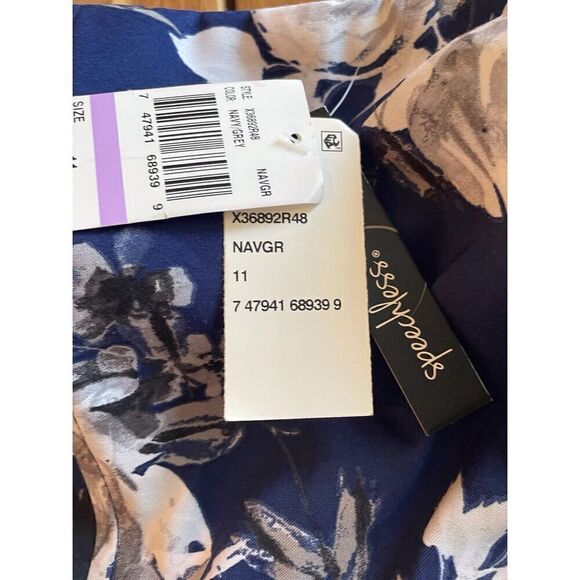 STYLE: X36892R48
COLOR: NAVY/GREY
NAVGR
7 47941 68939 9
SIZE
11
X36892R48
NAVGR
11
7 47941 68939 9
speechless®